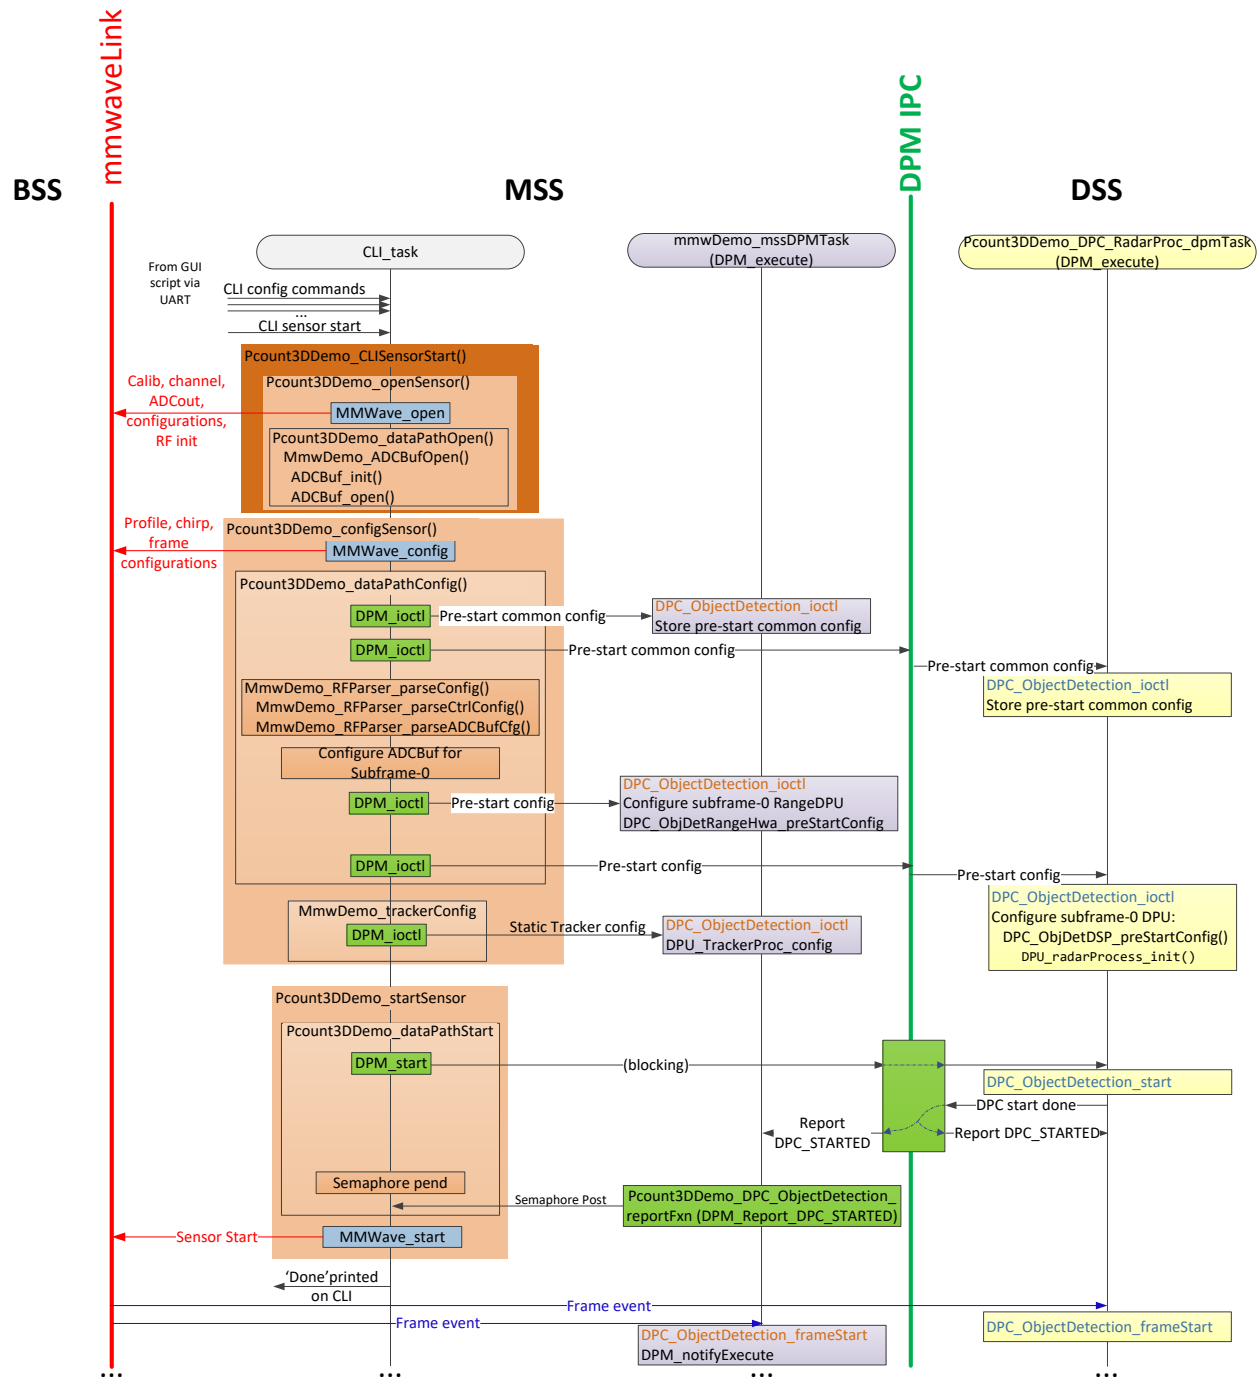 mmwaveLink
DPM IPC
BSS
MSS
DSS
CLI_task
mmwDemo_mssDPMTask
(DPM_execute)
Pcount3DDemo_DPC_RadarProc_dpmTask
(DPM_execute)
From GUI
script via
UART
CLI config commands
...
CLI sensor start
Pcount3DDemo_CLISensorStart()
Pcount3DDemo_openSensor()
Calib, channel,
ADCout,
configurations,
RF init
MMWave_open
Pcount3DDemo_dataPathOpen()
MmwDemo_ADCBufOpen()
ADCBuf_init()
ADCBuf_open()
Profile, chirp,
frame
configurations
Pcount3DDemo_configSensor()
MMWave_config
Pcount3DDemo_dataPathConfig()
DPM_ioctl
Pre-start common config
DPC_ObjectDetection_ioctl
Store pre-start common config
DPM_ioctl
Pre-start common config
Pre-start common config
DPC_ObjectDetection_ioctl
Store pre-start common config
MmwDemo_RFParser_parseConfig()
MmwDemo_RFParser_parseCtrlConfig()
MmwDemo_RFParser_parseADCBufCfg()
Configure ADCBuf for
Subframe-0
DPM_ioctl
Pre-start config
DPC_ObjectDetection_ioctl
Configure subframe-0 RangeDPU
DPC_ObjDetRangeHwa_preStartConfig
DPM_ioctl
Pre-start config
Pre-start config
DPC_ObjectDetection_ioctl
Configure subframe-0 DPU:
DPC_ObjDetDSP_preStartConfig()
DPU_radarProcess_init()
MmwDemo_trackerConfig
DPM_ioctl
Static Tracker config
DPC_ObjectDetection_ioctl
DPU_TrackerProc_config
Pcount3DDemo_startSensor
Pcount3DDemo_dataPathStart
DPM_start
(blocking)
DPC_ObjectDetection_start
DPC start done
Report
DPC_STARTED
Report DPC_STARTED
Semaphore pend
Semaphore Post
Pcount3DDemo_DPC_ObjectDetection_
reportFxn (DPM_Report_DPC_STARTED)
Sensor Start
MMWave_start
‘Done’printed
on CLI
Frame event
Frame event
DPC_ObjectDetection_frameStart
DPC_ObjectDetection_frameStart
DPM_notifyExecute
...
...
...
...